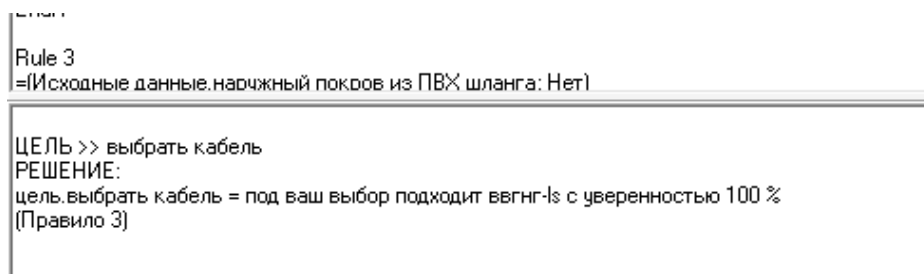 Rule 3
=(Исходные данные.наружный покров из ПВХ шланга: Нет)
ЦЕЛЬ >> выбрать кабель
РЕШЕНИЕ:
цель.выбрать кабель = под ваш выбор подходит ввгнг-ls с уверенностью 100 %
(Правило 3)